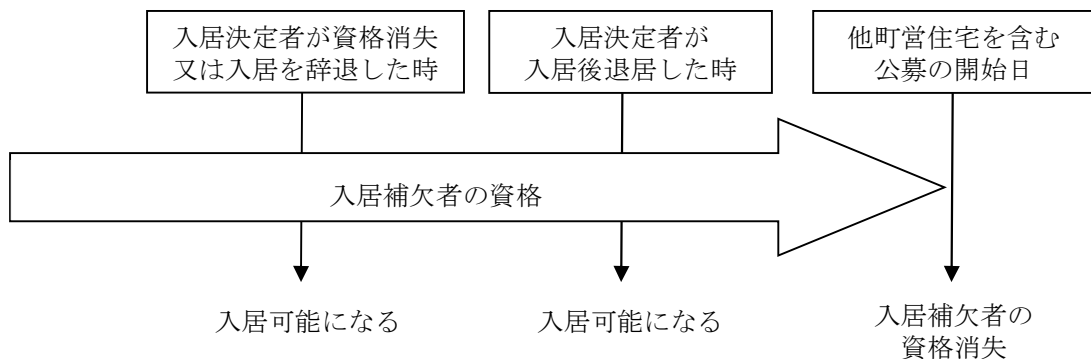 入居決定者が資格消失
又は入居を辞退した時
入居決定者が
入居後退居した時
他町営住宅を含む
公募の開始日
入居補欠者の資格
入居可能になる
入居可能になる
入居補欠者の
資格消失